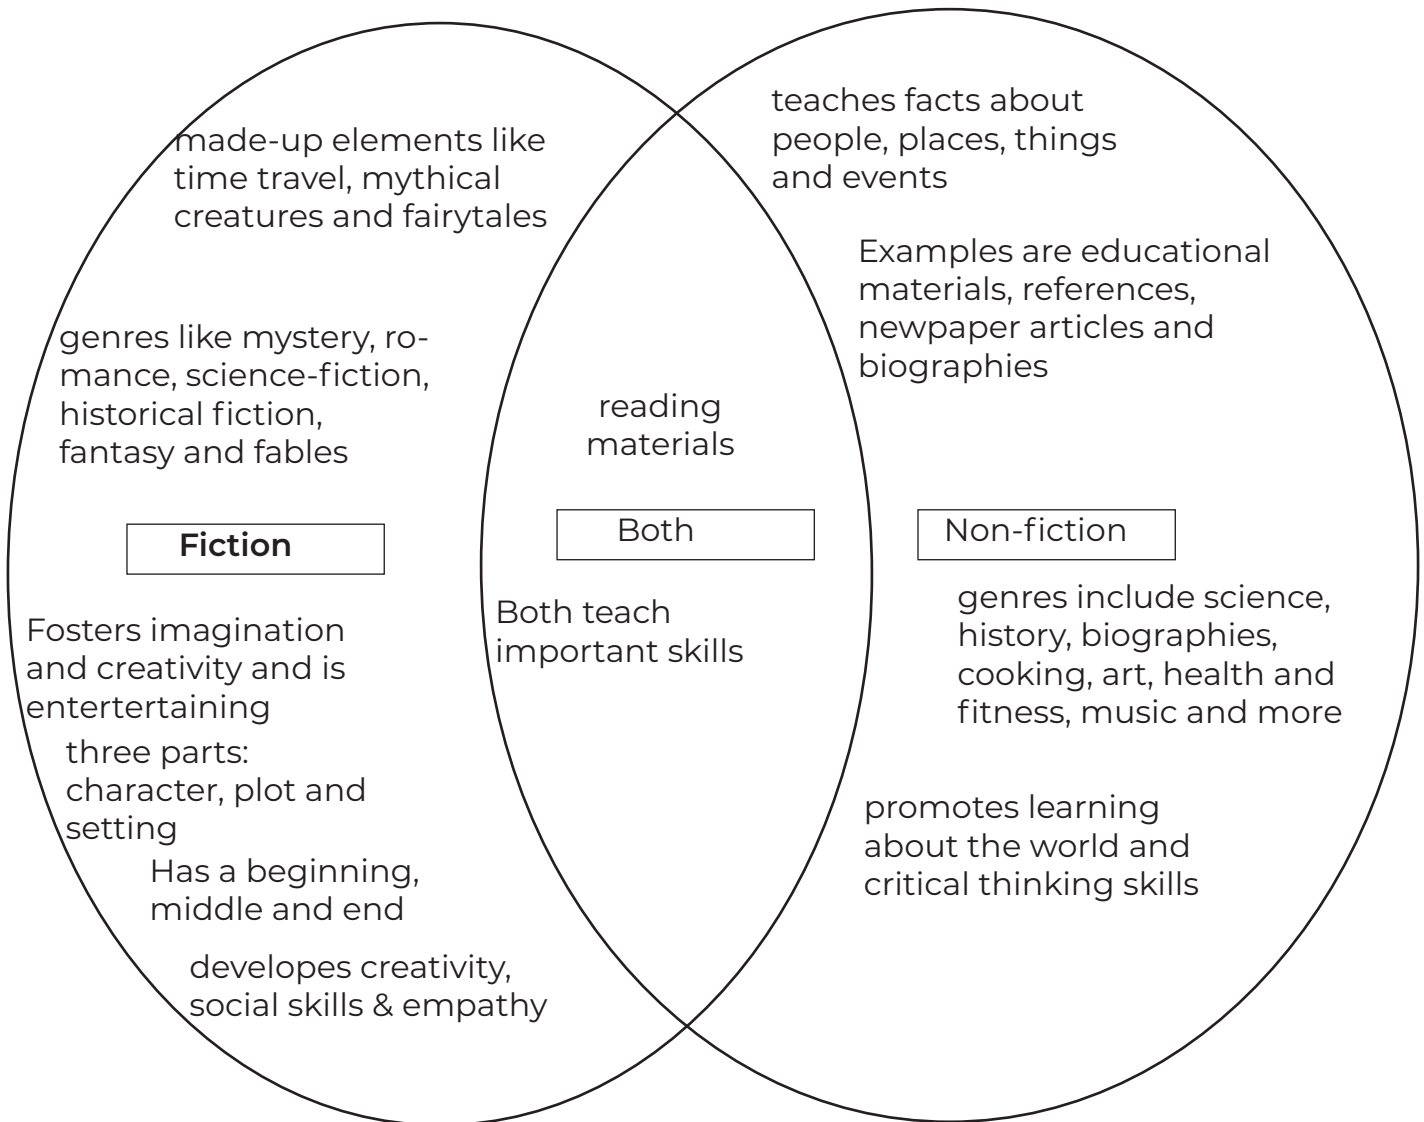 made-up elements like
time travel, mythical
creatures and fairytales
genres like mystery, ro-
mance, science-fiction,
historical fiction,
fantasy and fables
Fiction
Fosters imagination
and creativity and is
entertertaining
three parts:
character, plot and
setting
Has a beginning,
middle and end
developes creativity,
social skills & empathy
reading
materials
Both
Both teach
important skills
teaches facts about
people, places, things
and events
Examples are educational
materials, references,
newpaper articles and
biographies
Non-fiction
genres include science,
history, biographies,
cooking, art, health and
fitness, music and more
promotes learning
about the world and
critical thinking skills